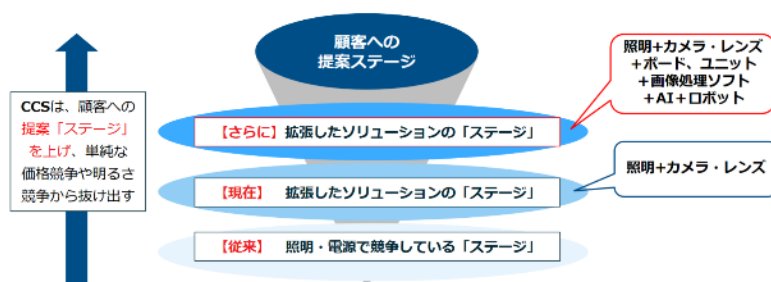 顧客への
提案ステージ
照明+カメラ・レンズ
+ボード、ユニット
+画像処理ソフト
+AI+ロボット
CCSは、顧客への
提案「ステージ」
を上げ、単純な
価格競争や明るさ
競争から抜け出す
【さらに】拡張したソリューションの「ステージ」
【現在】 拡張したソリューションの「ステージ」
照明+カメラ・レンズ
【従来】 照明・電源で競争している「ステージ」